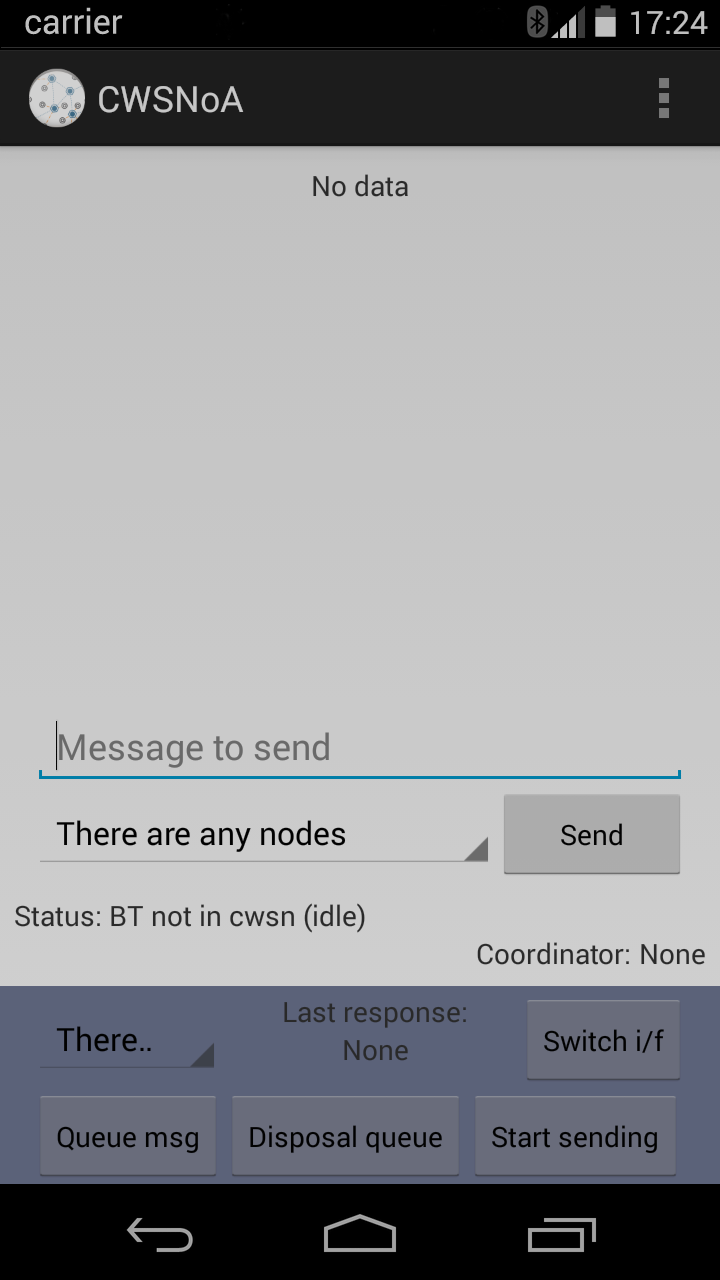 carrier 17:24
CWSNoA
No data
Message to send
There are any nodes Send
Status: BT not in cwsn (idle)
Coordinator: None
There.. Last response: None Switch i/f
Queue msg Disposal queue Start sending